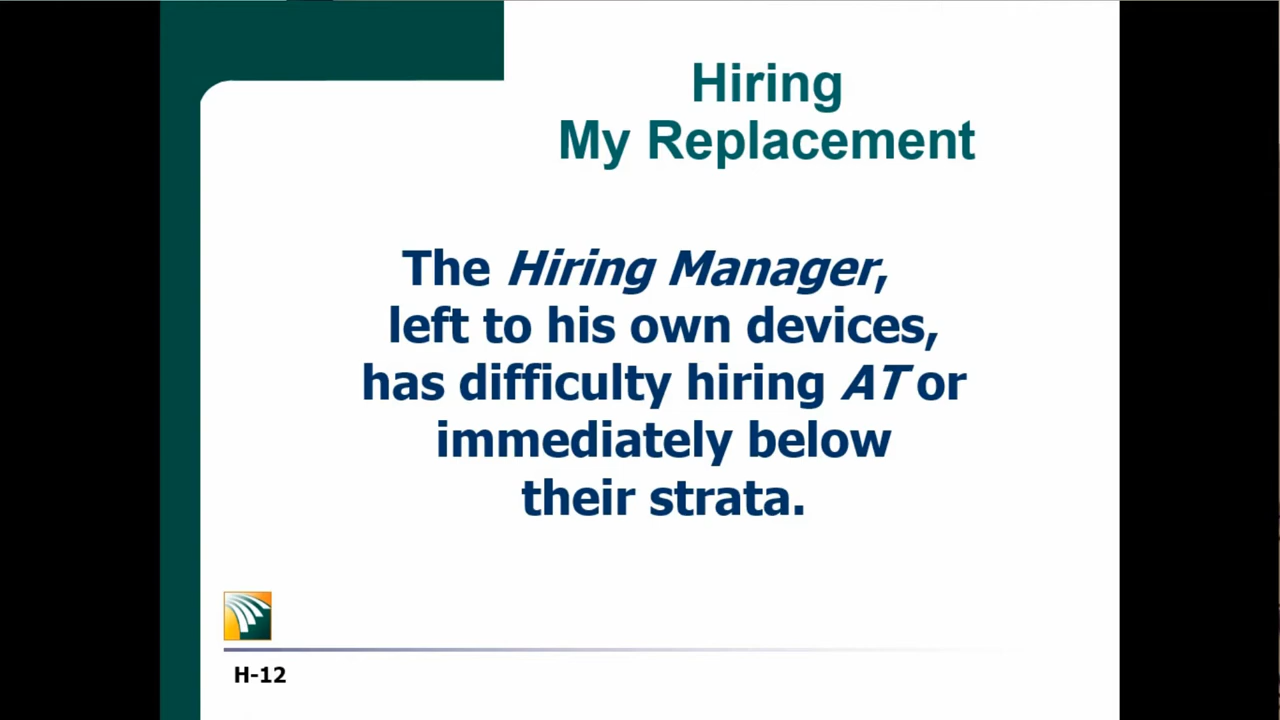 Hiring
My Replacement
The Hiring Manager,
left to his own devices,
has difficulty hiring AT or
immediately below
their strata.
H-12